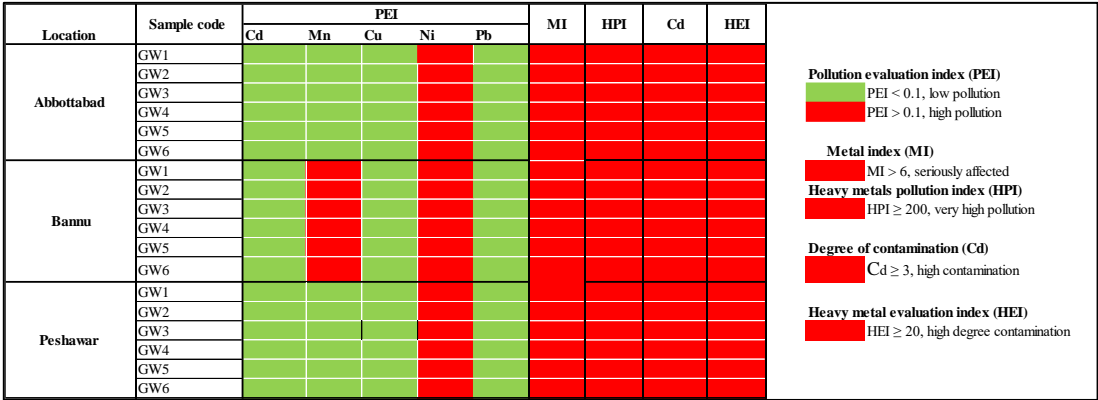 Location Sample code PEI MI HPI Cd HEI
Cd Mn Cu Ni Pb
Abbottabad
GW1
GW2
GW3
GW4
GW5
GW6
Bannu
GW1
GW2
GW3
GW4
GW5
GW6
Peshawar
GW1
GW2
GW3
GW4
GW5
GW6
Pollution evaluation index (PEI)
PEI < 0.1, low pollution
PEI > 0.1, high pollution
Metal index (MI)
MI > 6, seriously affected
Heavy metals pollution index (HPI)
HPI ≥ 200, very high pollution
Degree of contamination (Cd)
Cd ≥ 3, high contamination
Heavy metal evaluation index (HEI)
HEI ≥ 20, high degree contamination